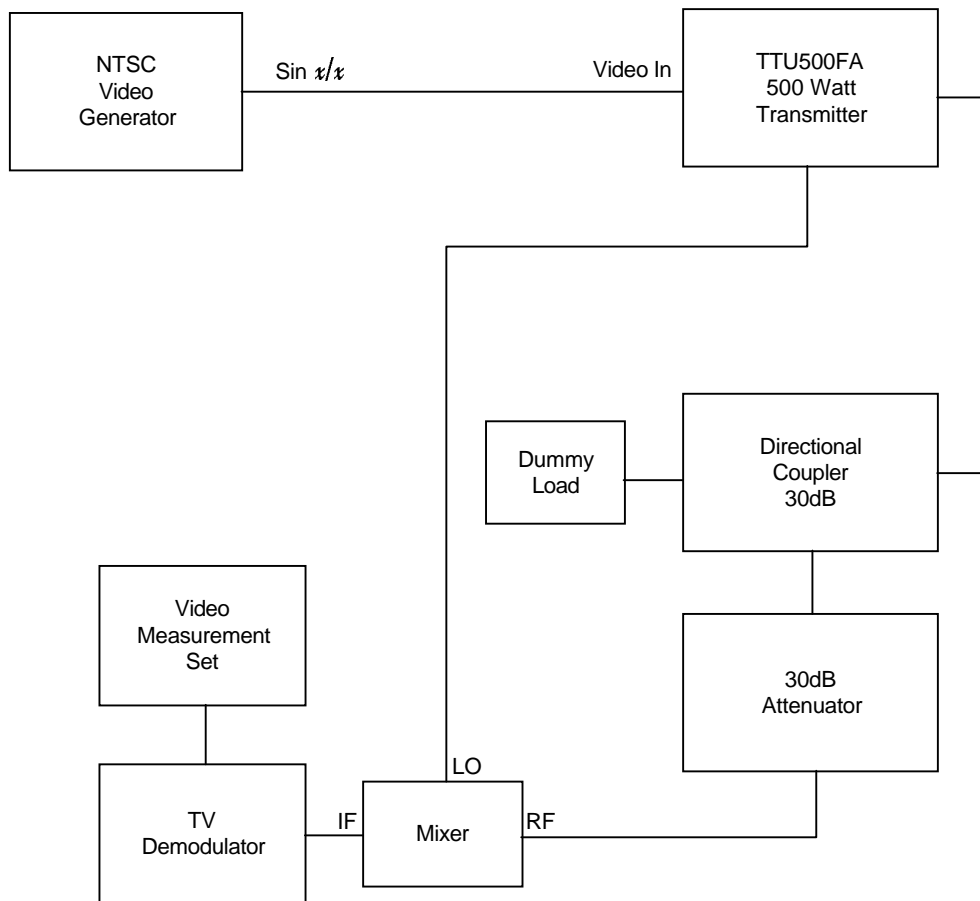 NTSC
Video
Generator
Sin x/x
Video In
TTU500FA
500 Watt
Transmitter
Dummy
Load
Directional
Coupler
30dB
Video
Measurement
Set
30dB
Attenuator
LO
TV
Demodulator
IF
Mixer
RF